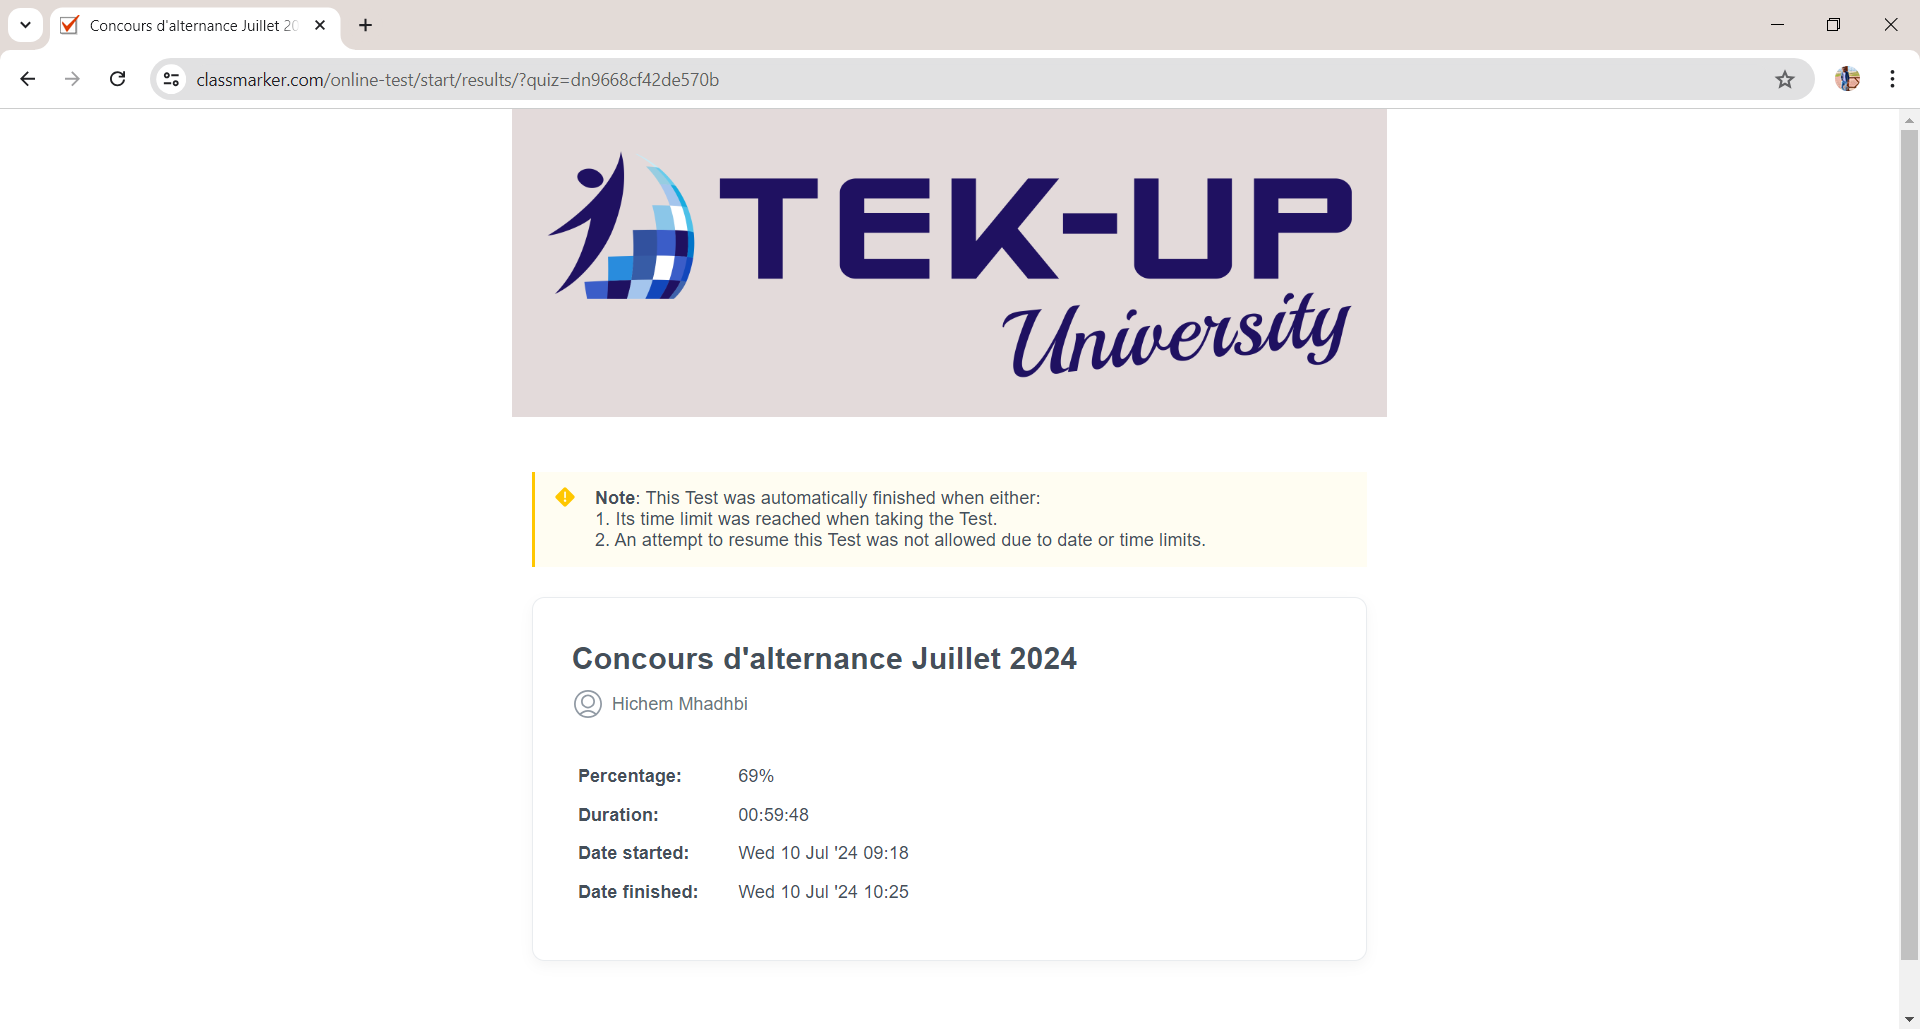 Concours d'alternance Juillet 20
classmarker.com/online-test/start/results/?quiz=dn9668cf42de570b
TEK-UP
University
Note: This Test was automatically finished when either:
1. Its time limit was reached when taking the Test.
2. An attempt to resume this Test was not allowed due to date or time limits.
Concours d'alternance Juillet 2024
Hichem Mhadhbi
Percentage: 69%
Duration: 00:59:48
Date started: Wed 10 Jul '24 09:18
Date finished: Wed 10 Jul '24 10:25